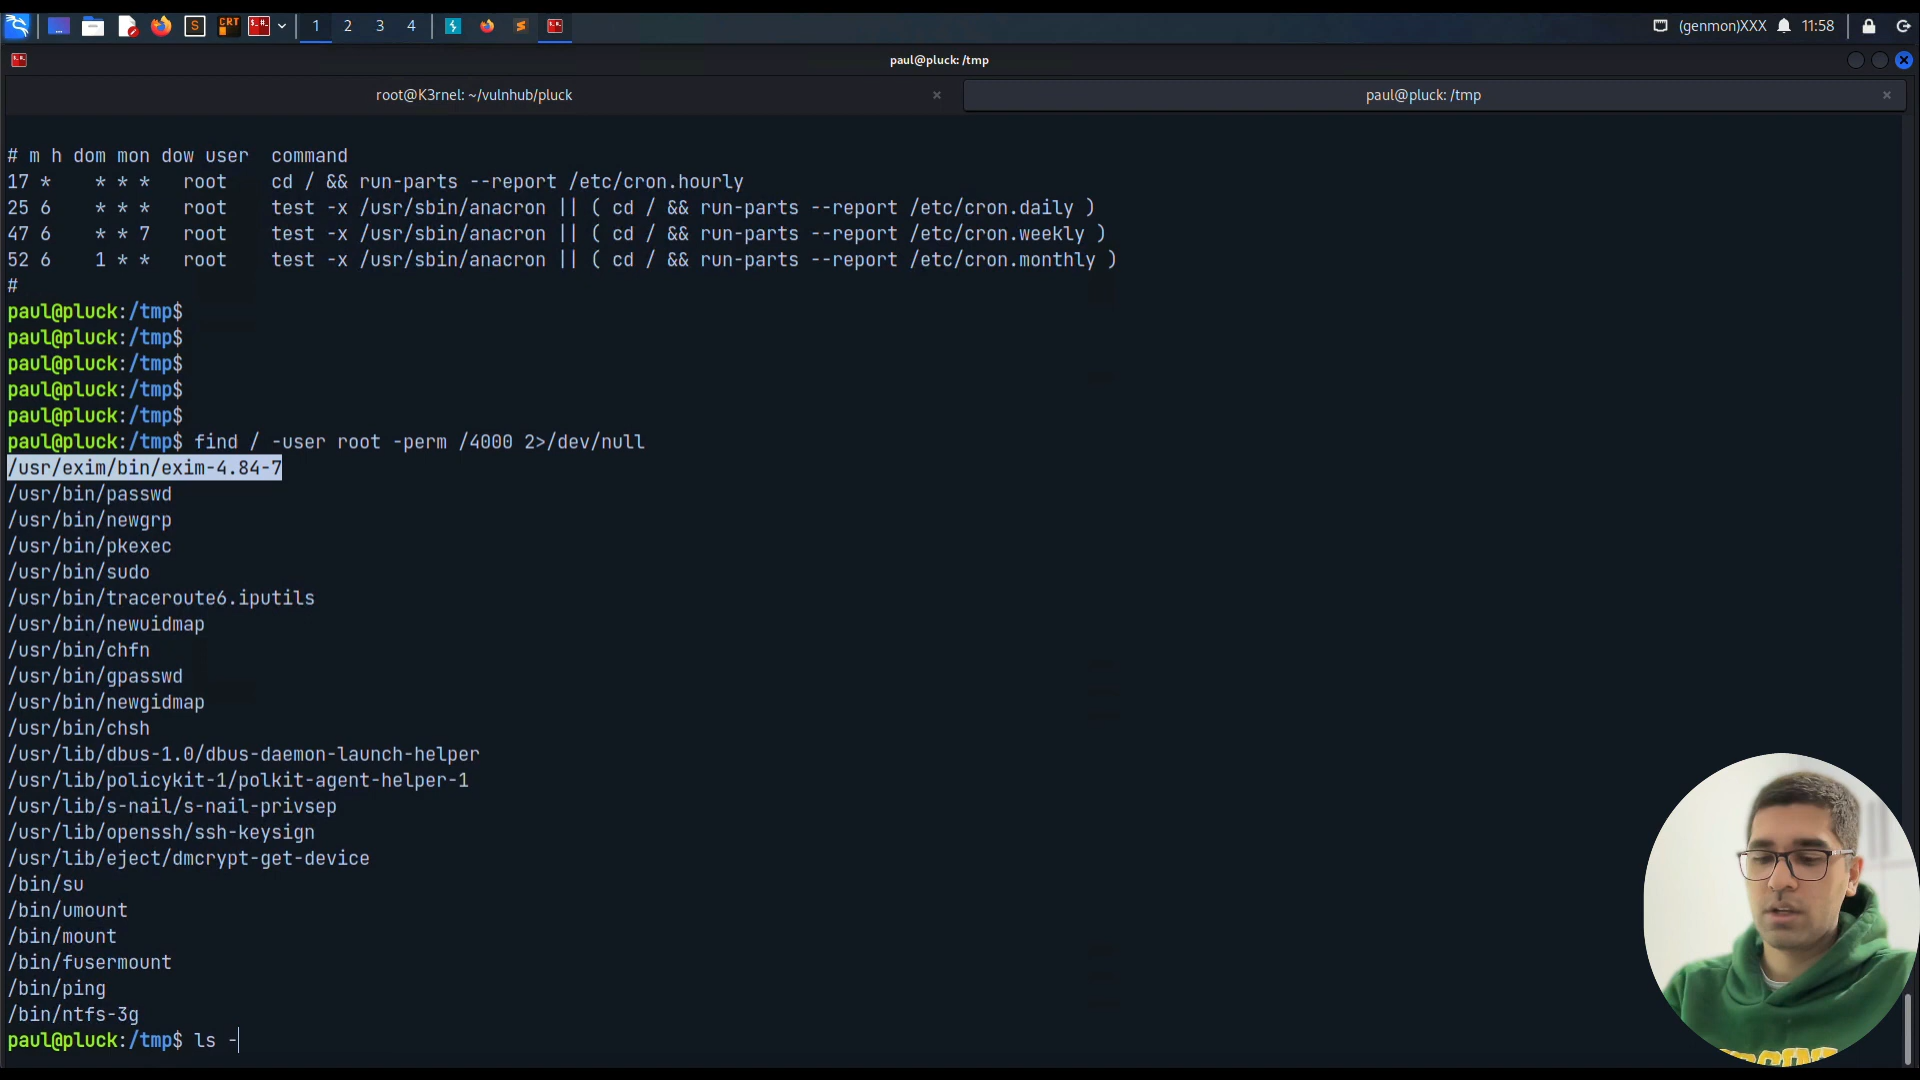 CRT
1 2 3 4
(genmon)XXX 11:58
paul@pluck: /tmp
root@K3rnel: ~/vulnhub/pluck
paul@pluck: /tmp
# m h dom mon dow user  command
17 *    * * *   root    cd / && run-parts --report /etc/cron.hourly
25 6    * * *   root    test -x /usr/sbin/anacron || ( cd / && run-parts --report /etc/cron.daily )
47 6    * * 7   root    test -x /usr/sbin/anacron || ( cd / && run-parts --report /etc/cron.weekly )
52 6    1 * *   root    test -x /usr/sbin/anacron || ( cd / && run-parts --report /etc/cron.monthly )
#
paul@pluck:/tmp$
paul@pluck:/tmp$
paul@pluck:/tmp$
paul@pluck:/tmp$
paul@pluck:/tmp$
paul@pluck:/tmp$ find / -user root -perm /4000 2>/dev/null
/usr/exim/bin/exim-4.84-7
/usr/bin/passwd
/usr/bin/newgrp
/usr/bin/pkexec
/usr/bin/sudo
/usr/bin/traceroute6.iputils
/usr/bin/newuidmap
/usr/bin/chfn
/usr/bin/gpasswd
/usr/bin/newgidmap
/usr/bin/chsh
/usr/lib/dbus-1.0/dbus-daemon-launch-helper
/usr/lib/policykit-1/polkit-agent-helper-1
/usr/lib/s-nail/s-nail-privsep
/usr/lib/openssh/ssh-keysign
/usr/lib/eject/dmcrypt-get-device
/bin/su
/bin/umount
/bin/mount
/bin/fusermount
/bin/ping
/bin/ntfs-3g
paul@pluck:/tmp$ ls -